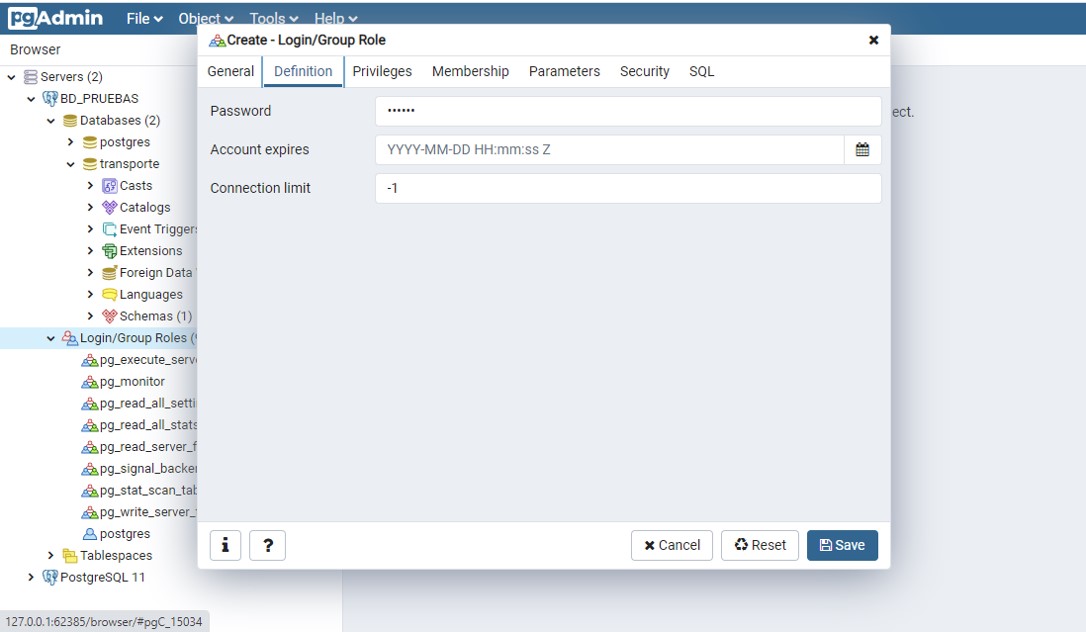 pgAdmin File Object Tools Help
Browser
Create - Login/Group Role
General Definition Privileges Membership Parameters Security SQL
Password ••••••
Account expires YYYY-MM-DD HH:mm:ss Z
Connection limit -1
ect.
Servers (2)
BD_PRUEBAS
Databases (2)
postgres
transporte
Casts
Catalogs
Event Triggers
Extensions
Foreign Data
Languages
Schemas (1)
Login/Group Roles (
pg_execute_serv
pg_monitor
pg_read_all_setti
pg_read_all_stats
pg_read_server_f
pg_signal_backe
pg_stat_scan_tab
pg_write_server_
postgres
Tablespaces
PostgreSQL 11
i ? Cancel Reset Save
127.0.0.1:62385/browser/#pgC_15034